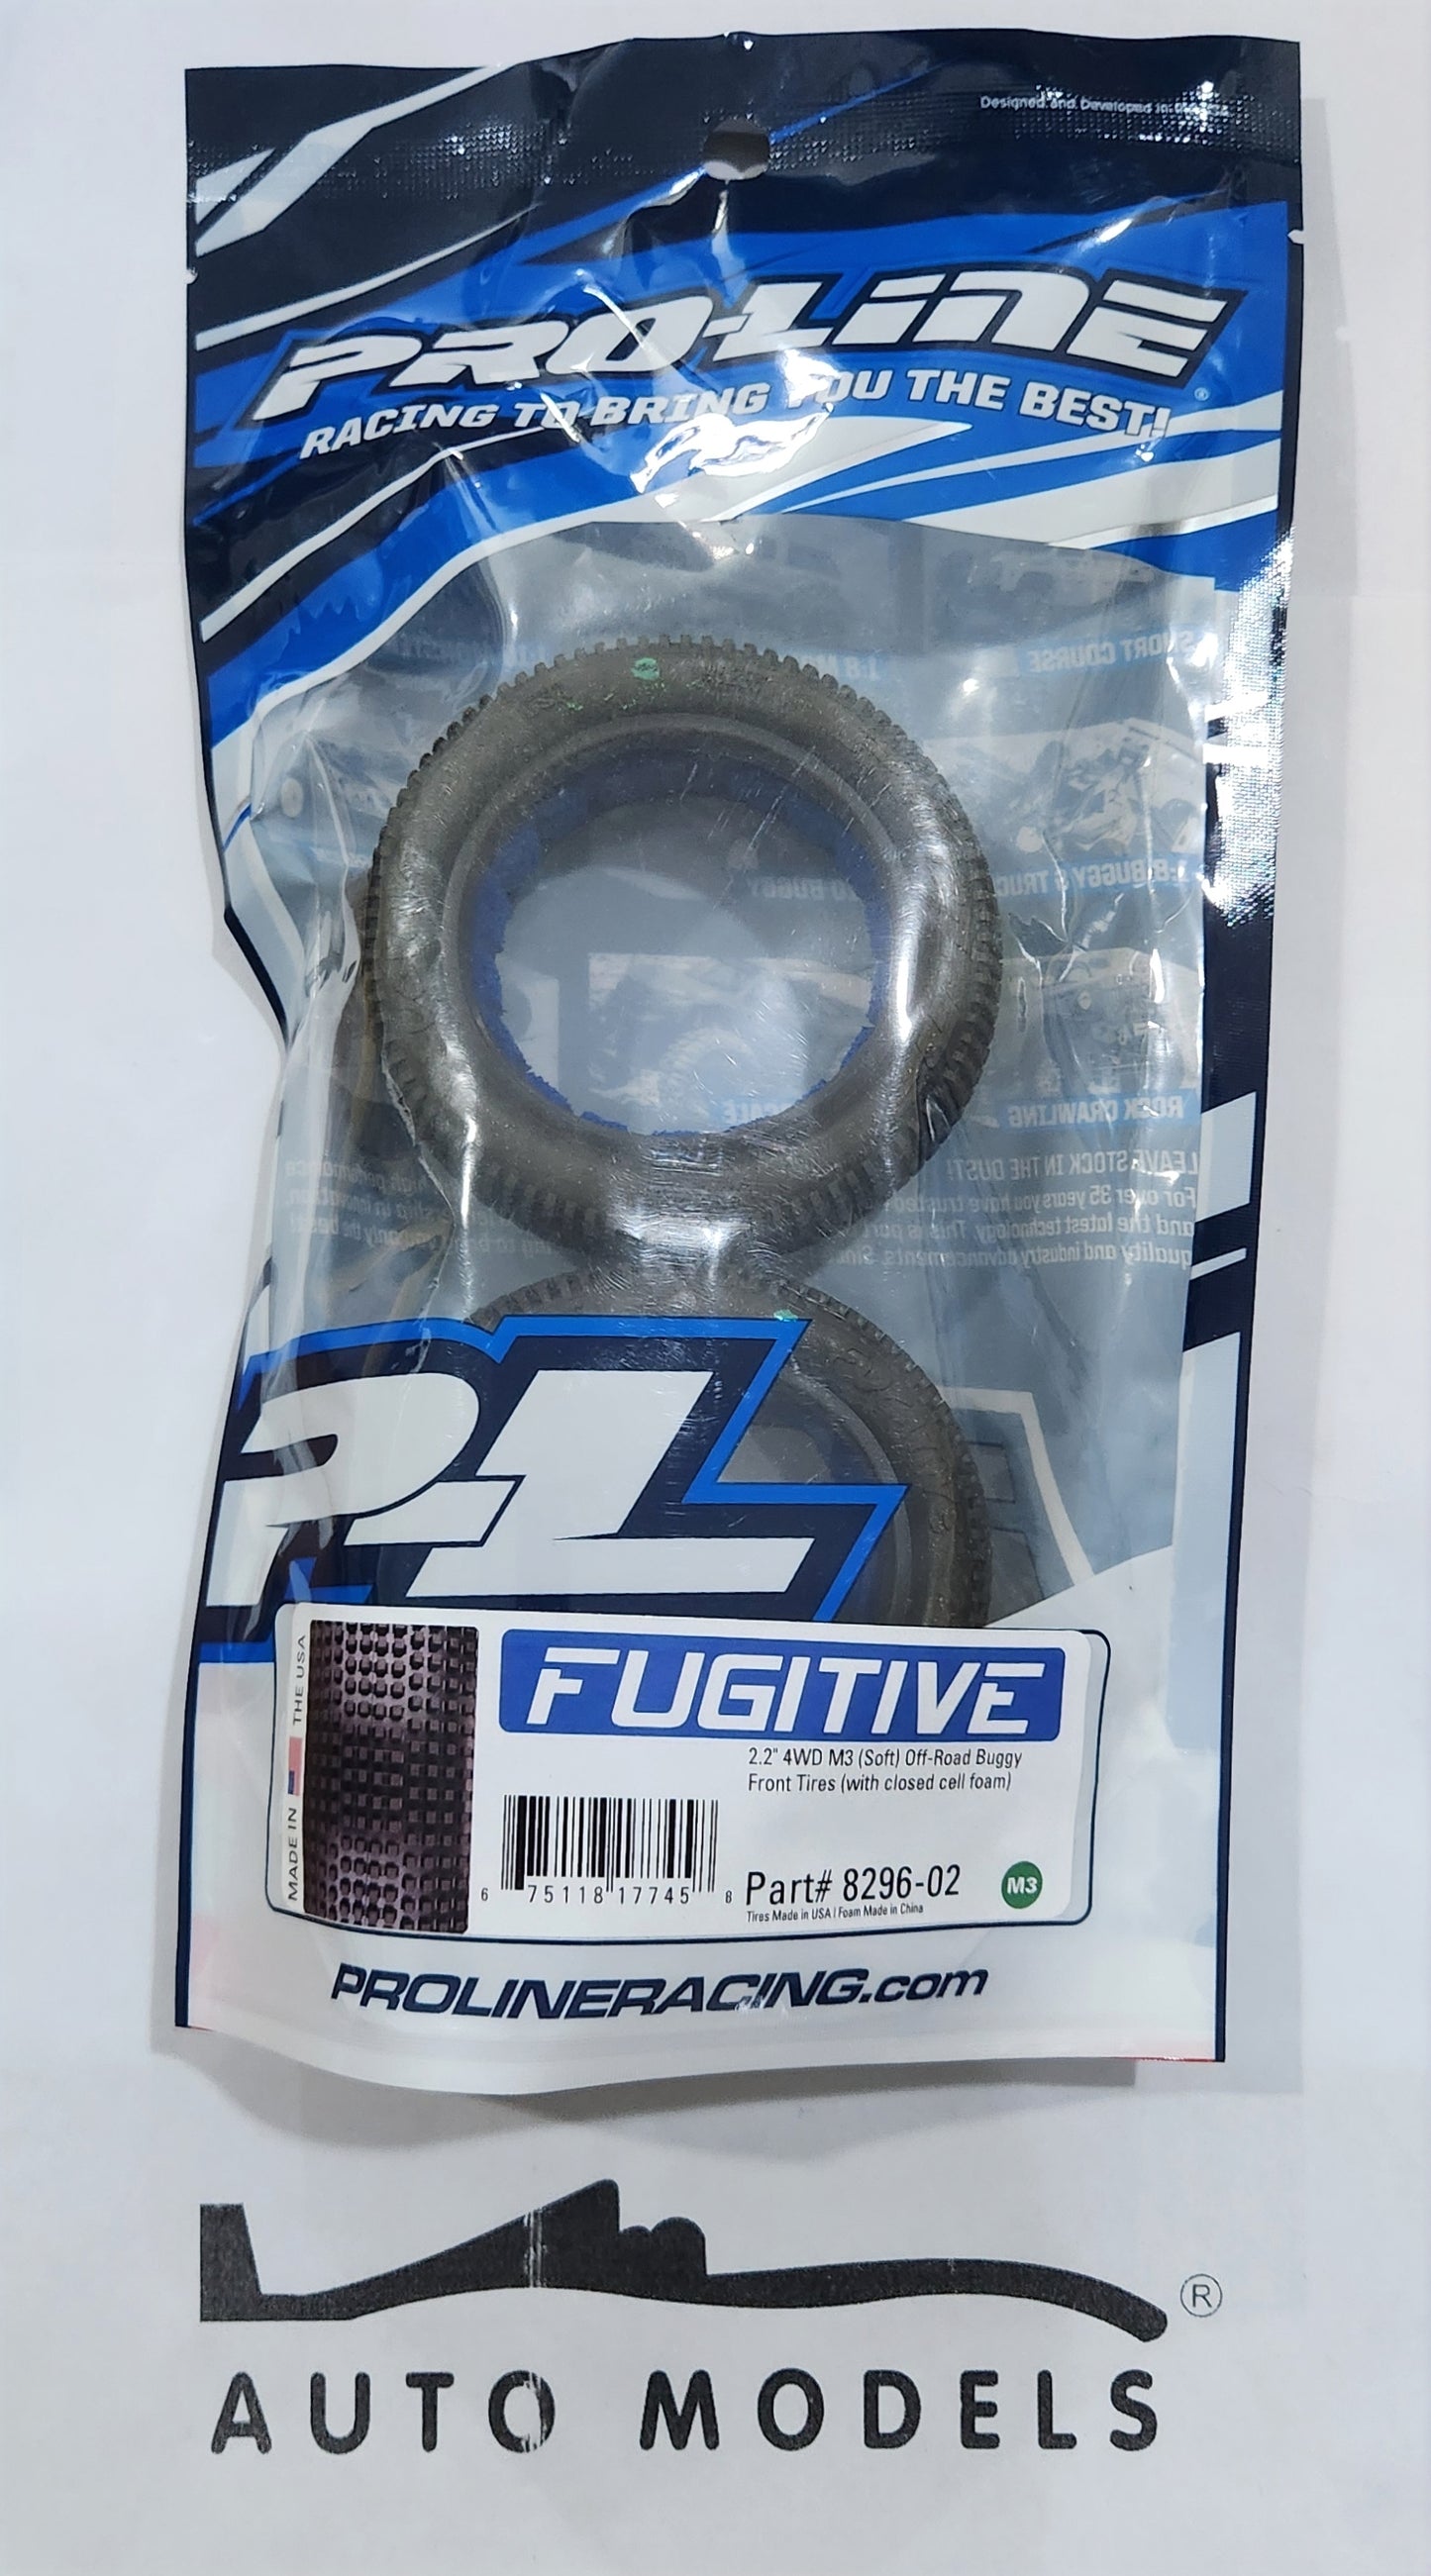 Designed and Developed in
PRO-LINE
RACING TO BRING YOU THE BEST!
SHORT COURSE
1:8 BUGGY & TRUCK
BUGGY
ROCK CRAWLING
LEAVE STOCK IN THE DUST!
For over 35 years you have trusted
and the latest technology. This is
quality and industry advancements.
PL
MADE IN THE USA
FUGITIVE
2.2" 4WD M3 (Soft) Off-Road Buggy
Front Tires (with closed cell foam)
6 75118 17745 8
Part# 8296-02
M3
Tires Made in USA | Foam Made in China
PROLINERACING.com
®
AUTO MODELS